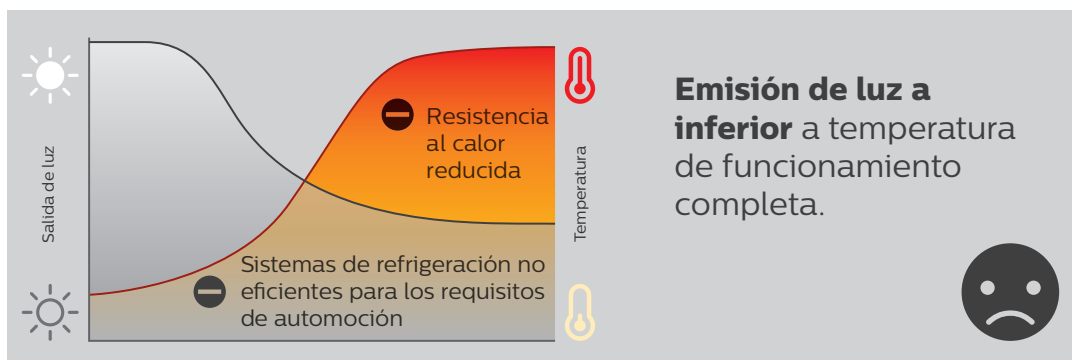 Salida de luz
Resistencia
al calor
reducida
Sistemas de refrigeración no
eficientes para los requisitos
de automoción
Temperatura
Emisión de luz a
inferior a temperatura
de funcionamiento
completa.